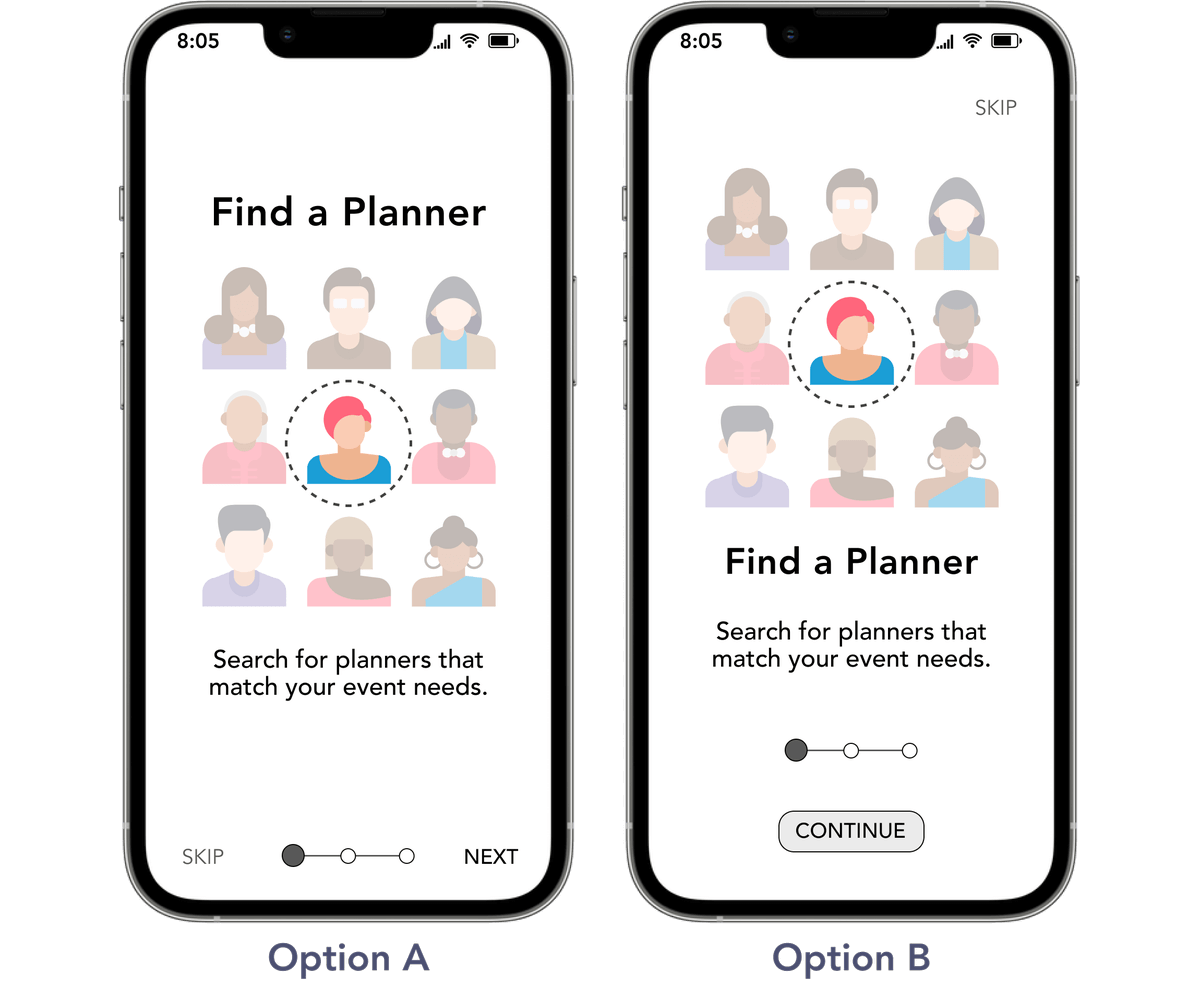 8:05
Find a Planner
Search for planners that
match your event needs.
SKIP
NEXT
Option A
8:05
SKIP
Find a Planner
Search for planners that
match your event needs.
CONTINUE
Option B